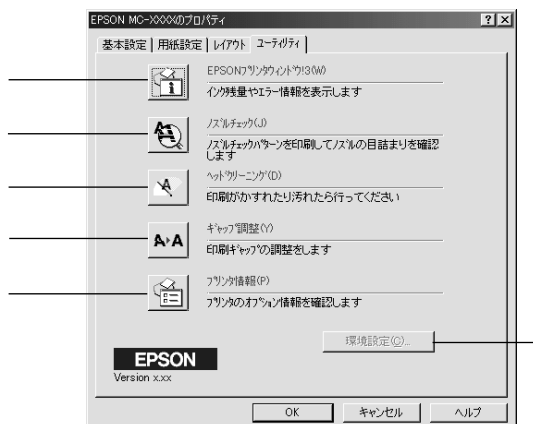 EPSON MC-XXXXのプロパティ
基本設定 用紙設定 レイアウト ユーティリティ
EPSONプリンタウィンドウ!3(W)
インク残量やエラー情報を表示します
ノズルチェック(J)
ノズルチェックパターンを印刷してノズルの目詰まりを確認
します
ヘッドクリーニング(D)
印刷がかすれたり汚れたら行ってください
ギャップ調整(Y)
印刷ギャップの調整をします
プリンタ情報(P)
プリンタのオプション情報を確認します
環境設定(C)...
EPSON
Version x.xx
OK キャンセル ヘルプ